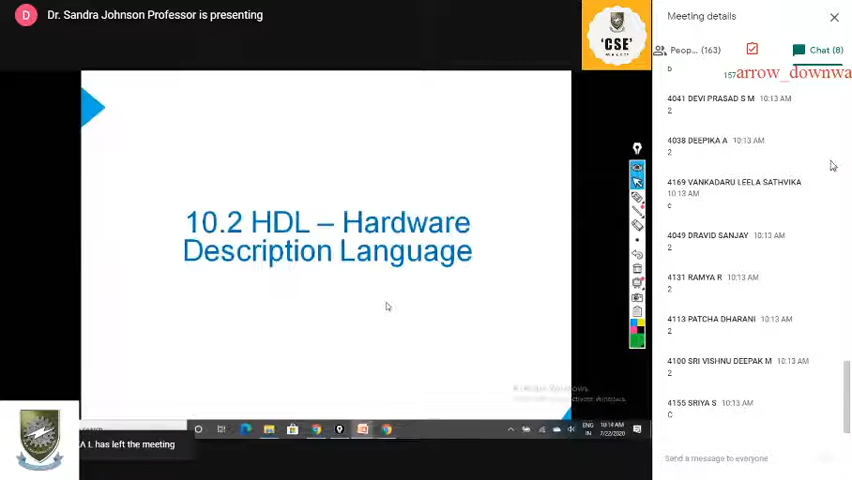 D Dr. Sandra Johnson Professor is presenting
'CSE'
10.2 HDL – Hardware
Description Language
A L has left the meeting
ENG
IN
10:14 AM
7/22/2020
Meeting details
Peop... (163)
Chat (8)
157arrow_downwa
4041 DEVI PRASAD S M 10:13 AM
2
4038 DEEPIKA A 10:13 AM
2
4169 VANKADARU LEELA SATHVIKA
10:13 AM
c
4049 DRAVID SANJAY 10:13 AM
2
4131 RAMYA R 10:13 AM
2
4113 PATCHA DHARANI 10:13 AM
2
4100 SRI VISHNU DEEPAK M 10:13 AM
2
4155 SRIYA S 10:13 AM
C
Send a message to everyone